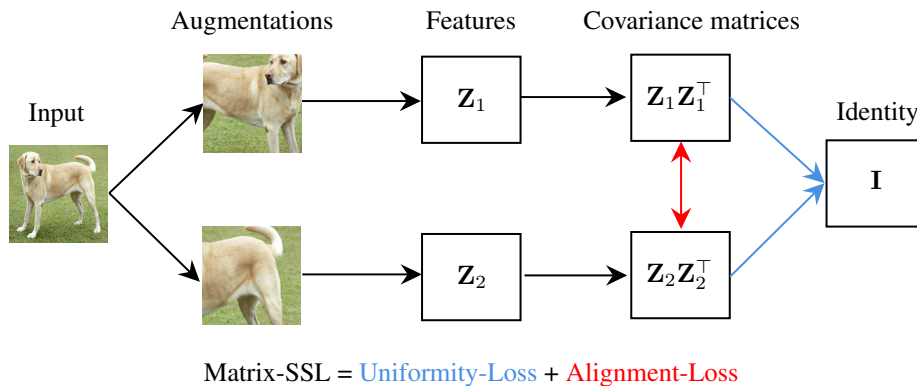 Augmentations
Features
Covariance matrices
Input
Identity
Z₁
Z₁Z₁⊤
I
Z₂
Z₂Z₂⊤
Matrix-SSL = Uniformity-Loss + Alignment-Loss